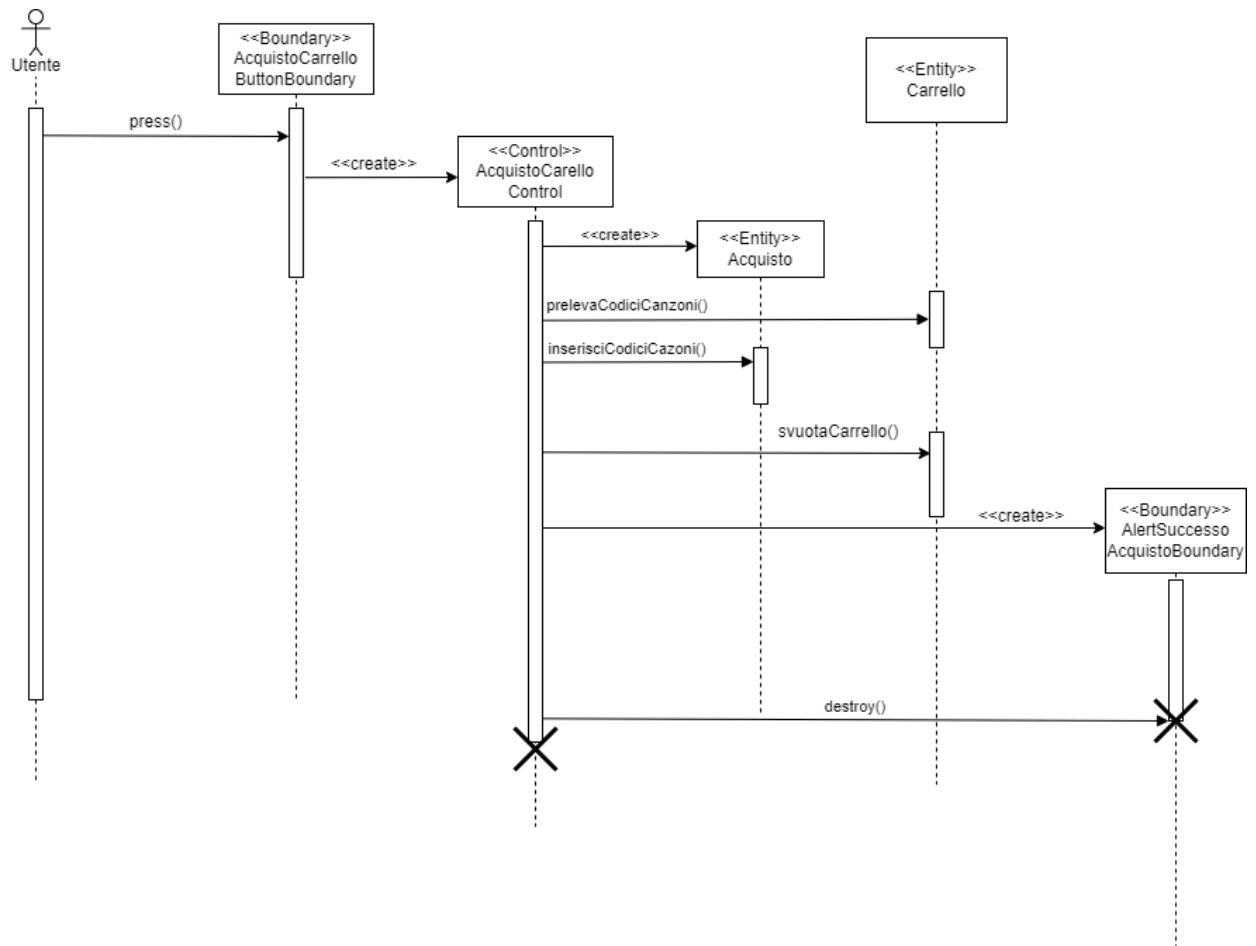 Utente
<<Boundary>>
AcquistoCarrello
ButtonBoundary
<<Entity>>
Carrello
press()
<<create>>
<<Control>>
AcquistoCarello
Control
<<create>>
<<Entity>>
Acquisto
prelevaCodiciCanzoni()
inserisciCodiciCazoni()
svuotaCarrello()
<<create>>
<<Boundary>>
AlertSuccesso
AcquistoBoundary
destroy()